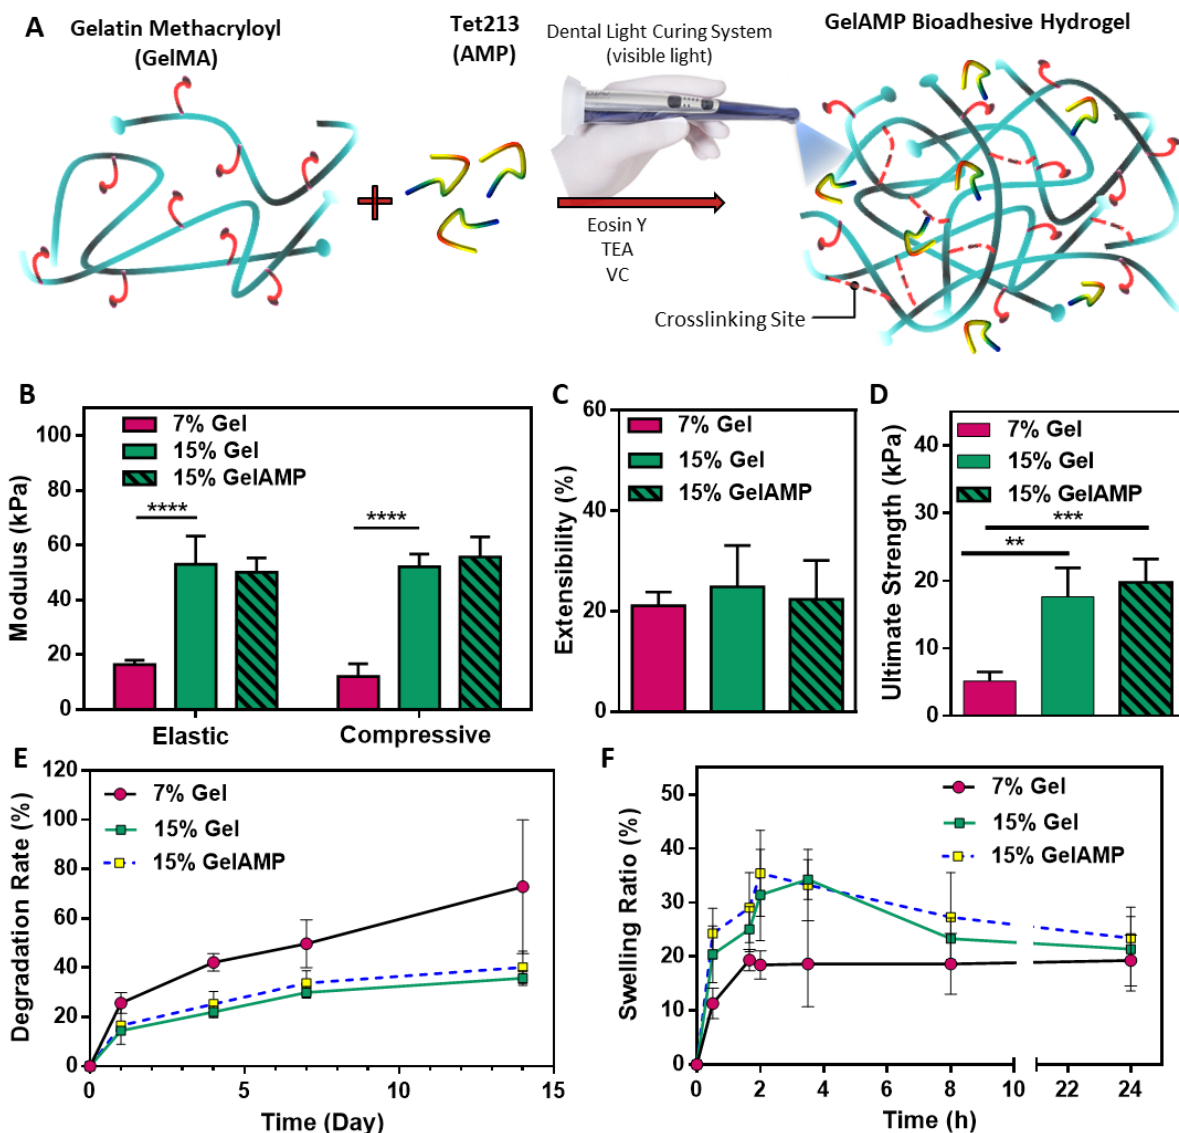 A
Gelatin Methacryloyl
(GelMA)
Tet213
(AMP)
Dental Light Curing System
(visible light)
GelAMP Bioadhesive Hydrogel
Eosin Y
TEA
VC
Crosslinking Site
B
7% Gel
15% Gel
15% GelAMP
Modulus (kPa)
100
80
60
40
20
0
****
****
Elastic
Compressive
C
7% Gel
15% Gel
15% GelAMP
Extensibility (%)
60
40
20
0
D
7% Gel
15% Gel
15% GelAMP
Ultimate Strength (kPa)
40
30
20
10
0
***
**
E
7% Gel
15% Gel
15% GelAMP
Degradation Rate (%)
120
100
80
60
40
20
0
0 5 10 15
Time (Day)
F
7% Gel
15% Gel
15% GelAMP
Swelling Ratio (%)
50
40
30
20
10
0
0 2 4 6 8 10 22 24
Time (h)